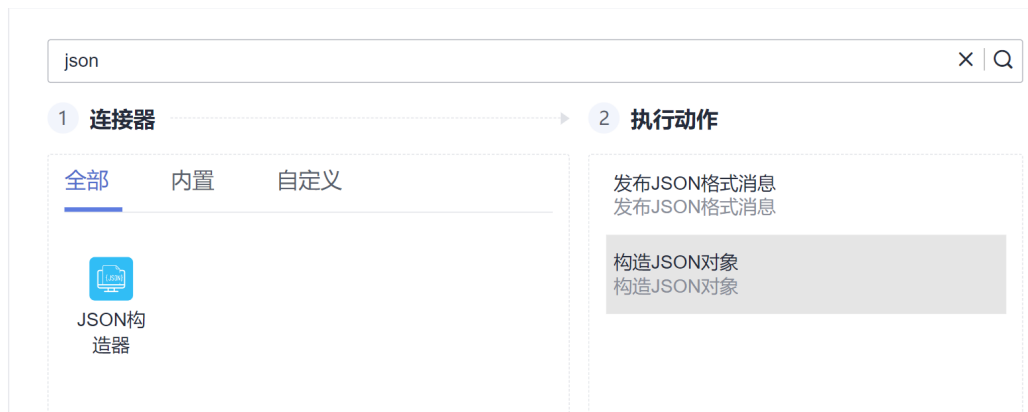 json
1 连接器
2 执行动作
全部 内置 自定义
JSON构
造器
发布JSON格式消息
发布JSON格式消息
构造JSON对象
构造JSON对象